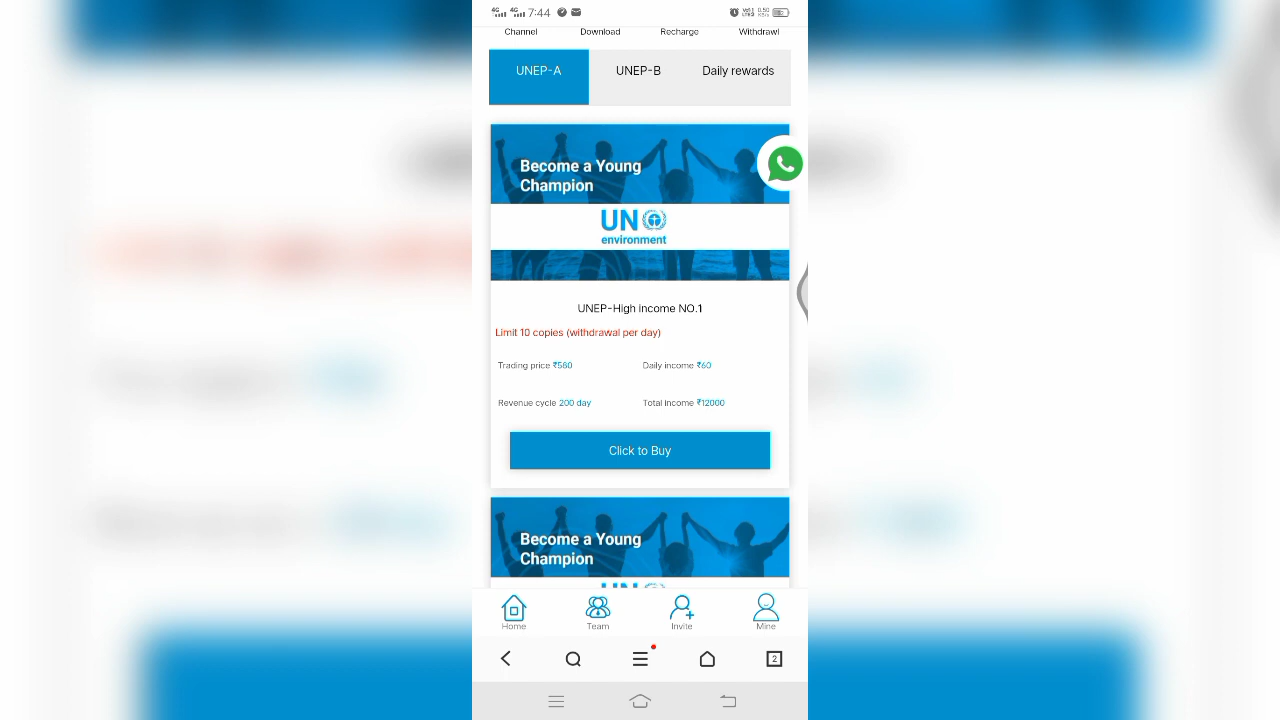 7:44
Channel Download Recharge Withdrawl
UNEP-A UNEP-B Daily rewards
Become a Young
Champion
UN
environment
UNEP-High income NO.1
Limit 10 copies (withdrawal per day)
Trading price ₹580 Daily income ₹60
Revenue cycle 200 day Total income ₹12000
Click to Buy
Become a Young
Champion
Home Team Invite Mine
2